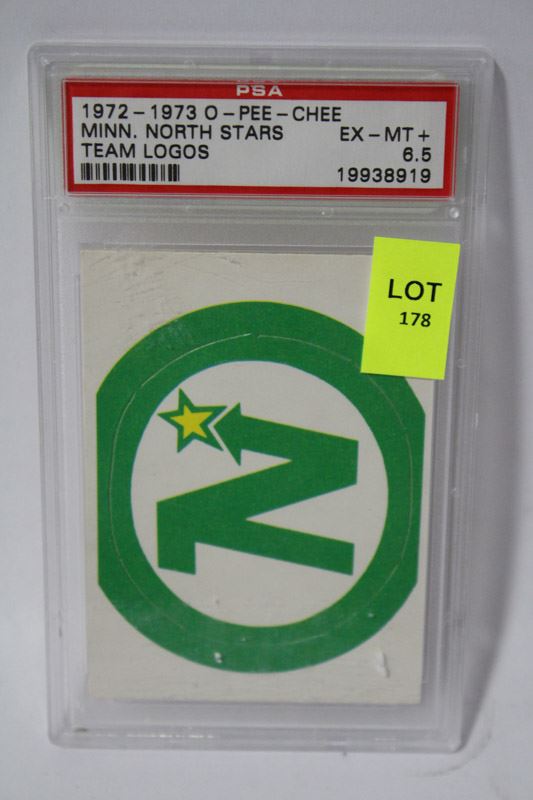 PSA
1972 - 1973 O - PEE - CHEE
MINN. NORTH STARS EX - MT +
TEAM LOGOS 6.5
19938919
LOT
178
N